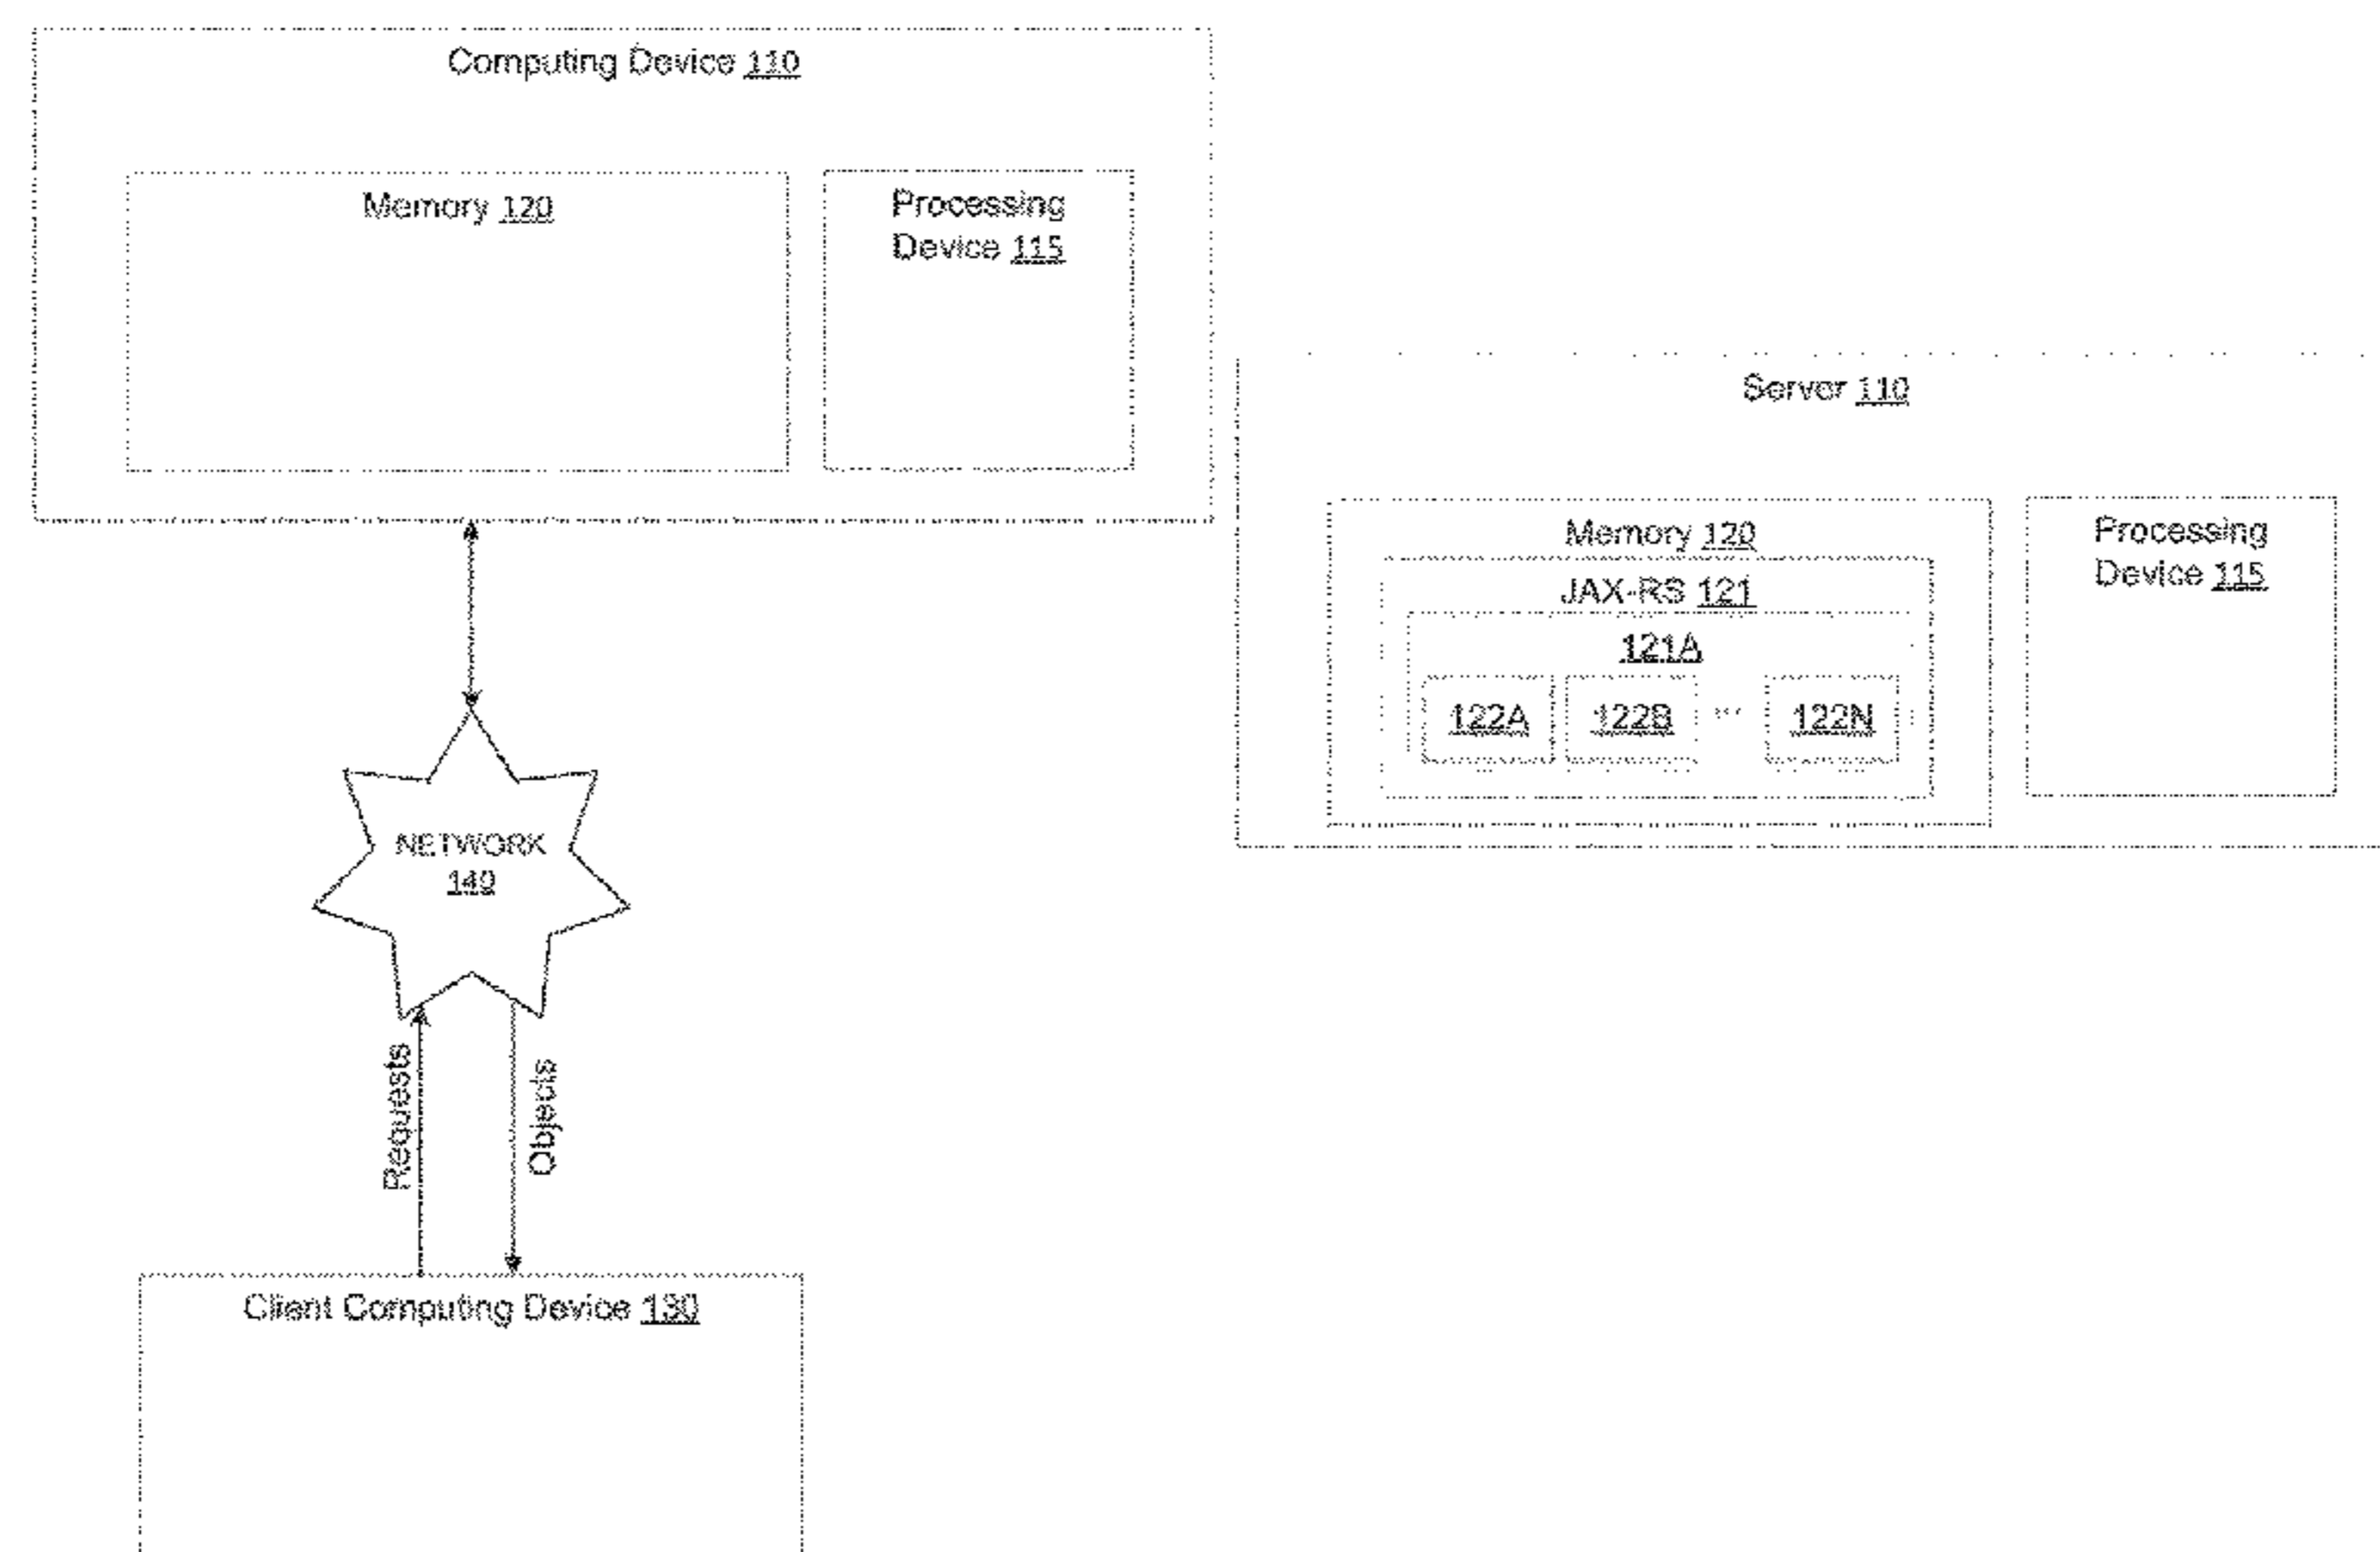 Computing Device 110
Memory 120
Processing
Device 115
Server 110
Memory 120
Processing
Device 115
JAX-RS 121
121A
122A 122B ... 122N
NETWORK
140
Requests
Objects
Client Computing Device 130